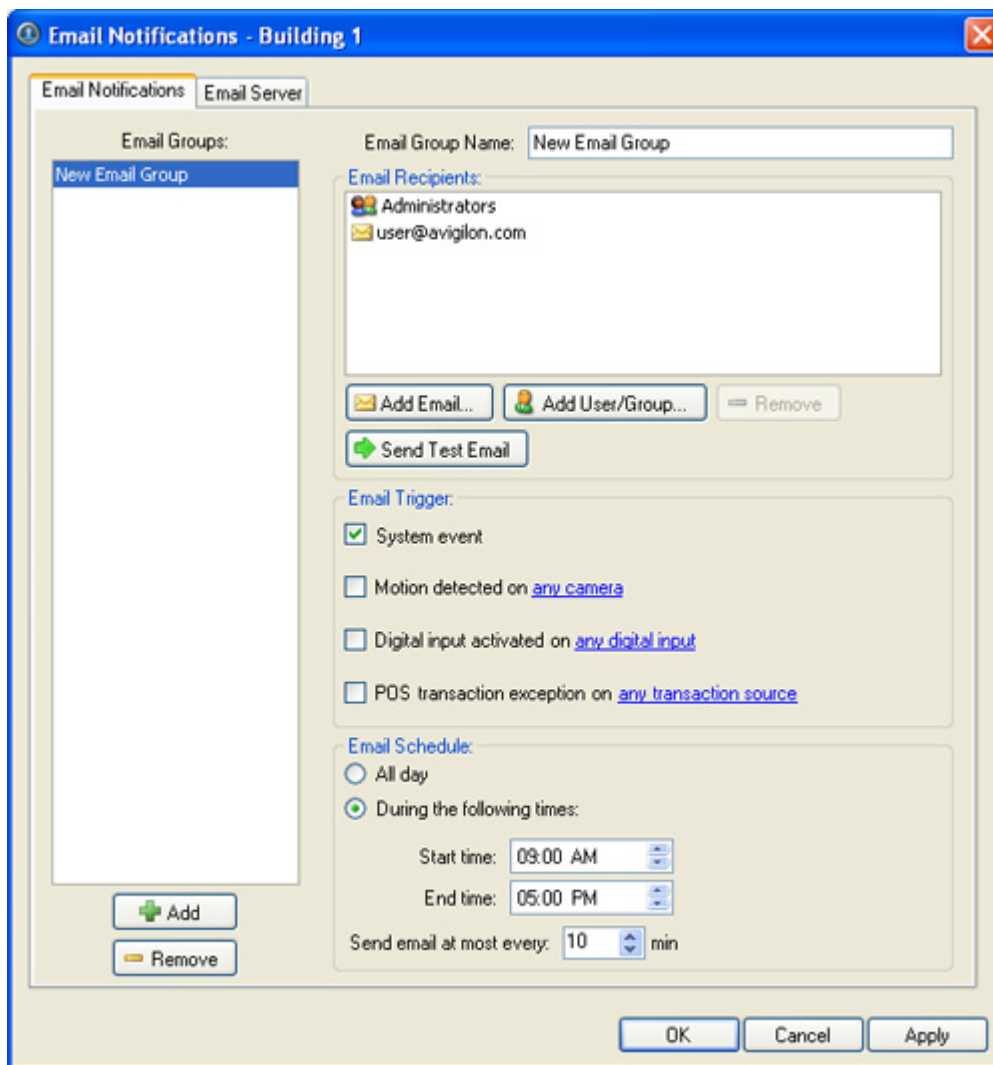 Email Notifications - Building 1
Email Notifications
Email Server
Email Groups:
New Email Group
Add
Remove
Email Group Name: New Email Group
Email Recipients:
Administrators
user@avigilon.com
Add Email... Add User/Group... Remove
Send Test Email
Email Trigger:
System event
Motion detected on any camera
Digital input activated on any digital input
POS transaction exception on any transaction source
Email Schedule:
All day
During the following times:
Start time: 09:00 AM
End time: 05:00 PM
Send email at most every: 10 min
OK Cancel Apply